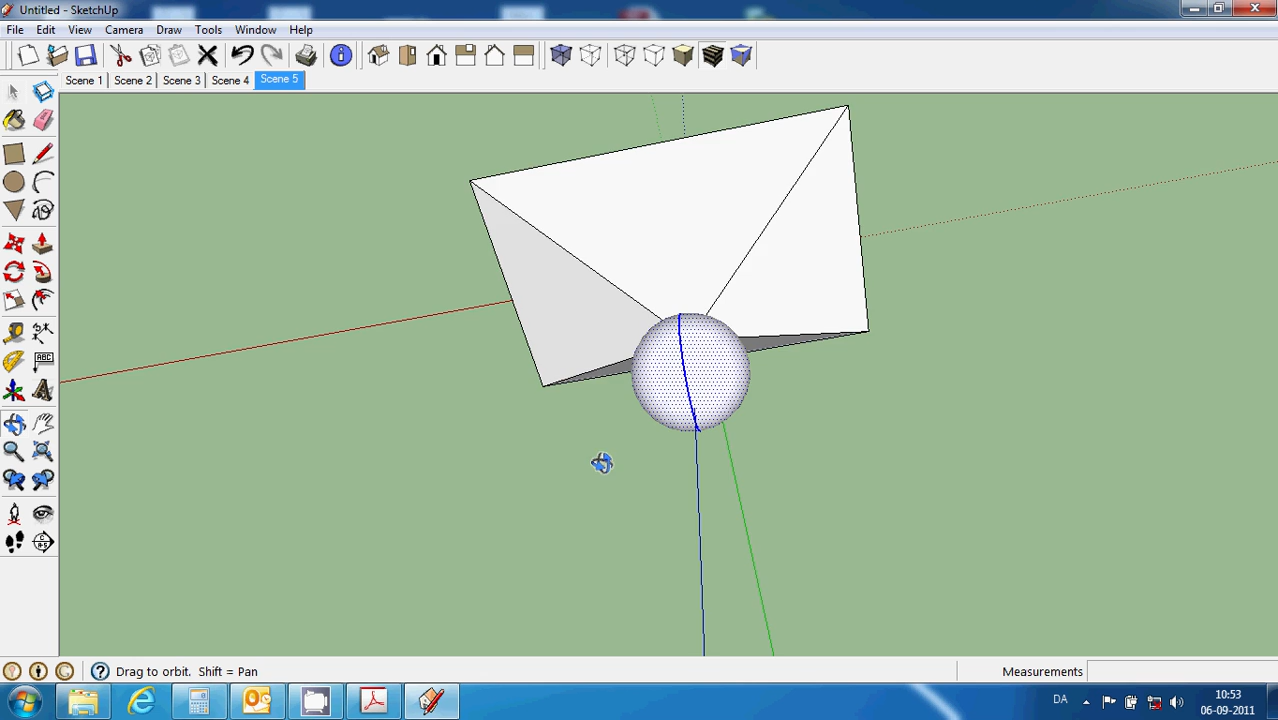 Untitled - SketchUp
File Edit View Camera Draw Tools Window Help
Scene 1 Scene 2 Scene 3 Scene 4 Scene 5
ABC
A
Drag to orbit. Shift = Pan
Measurements
DA
10:53
06-09-2011